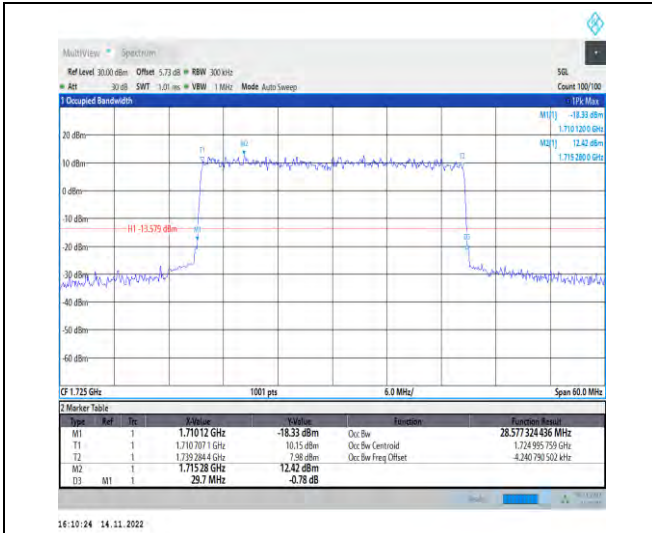 MultiView Spectrum
Ref Level 30.00 dBm Offset 5.73 dB RBW 300 kHz SGL
Att 30 dB SWT 1.01 ms VBW 1 MHz Mode Auto Sweep Count 100/100
1 Occupied Bandwidth 1Pk Max
M1[1] -18.33 dBm
1.710 120 0 GHz
M2[1] 12.42 dBm
1.715 280 0 GHz
20 dBm
10 dBm
0 dBm
-10 dBm
H1 -13.579 dBm
-30 dBm
-40 dBm
-50 dBm
-60 dBm
T1
M2
T2
D3
CF 1.725 GHz 1001 pts 6.0 MHz/ Span 60.0 MHz
2 Marker Table
Type Ref Trc X-Value Y-Value Function Function Result
M1 1 1.71012 GHz -18.33 dBm Occ Bw 28.577 324 436 MHz
T1 1 1.710 707 1 GHz 10.15 dBm Occ Bw Centroid 1.724 995 759 GHz
T2 1 1.739 284 4 GHz 7.98 dBm Occ Bw Freq Offset -4.240 790 502 kHz
M2 1 1.715 28 GHz 12.42 dBm
D3 M1 1 29.7 MHz -0.78 dB
16:10:24 14.11.2022